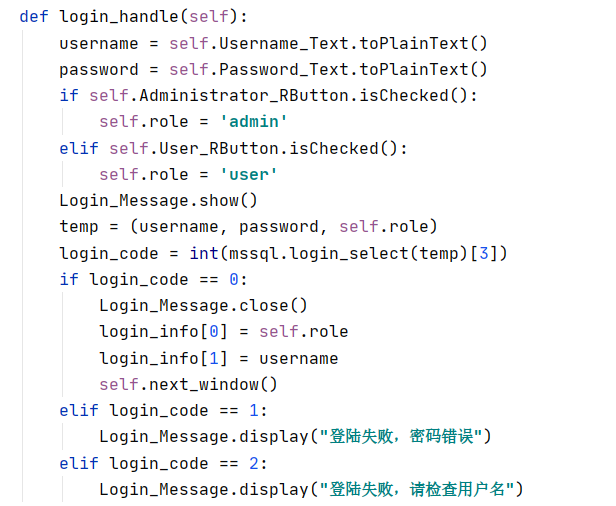 def login_handle(self):
    username = self.Username_Text.toPlainText()
    password = self.Password_Text.toPlainText()
    if self.Administrator_RButton.isChecked():
        self.role = 'admin'
    elif self.User_RButton.isChecked():
        self.role = 'user'
    Login_Message.show()
    temp = (username, password, self.role)
    login_code = int(mssql.login_select(temp)[3])
    if login_code == 0:
        Login_Message.close()
        login_info[0] = self.role
        login_info[1] = username
        self.next_window()
    elif login_code == 1:
        Login_Message.display("登陆失败，密码错误")
    elif login_code == 2:
        Login_Message.display("登陆失败，请检查用户名")